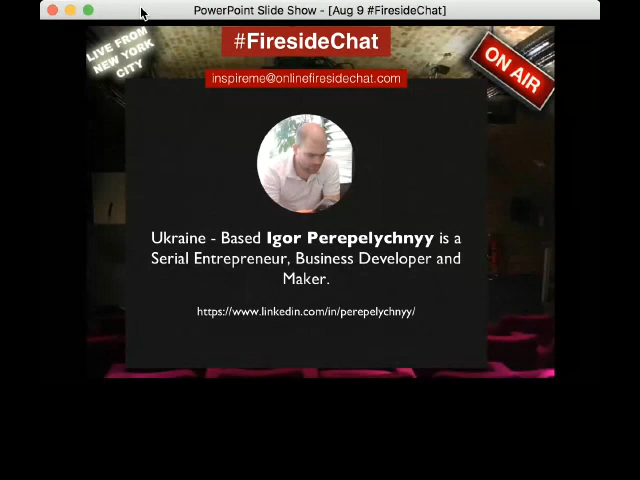 PowerPoint Slide Show - [Aug 9 #FiresideChat]
LIVE FROM
NEW YORK
CITY
#FiresideChat
ON AIR
inspireme@onlinefiresidechat.com
Ukraine - Based Igor Perepelychnyy is a
Serial Entrepreneur, Business Developer and
Maker.
https://www.linkedin.com/in/perepelychnyy/